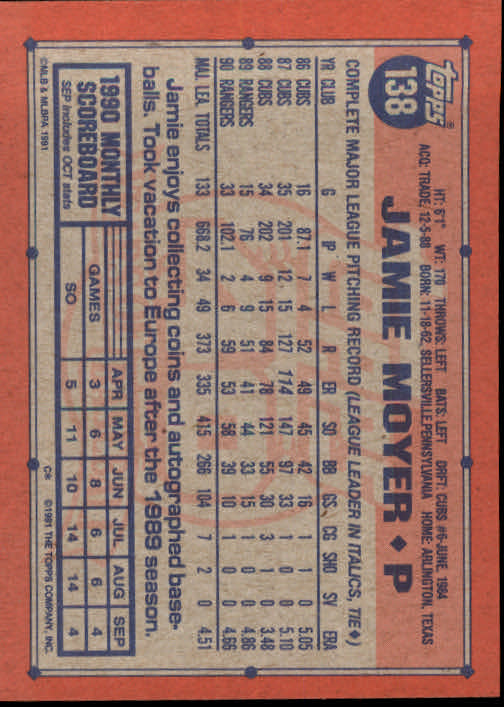 TOPPS®
138
HT: 6'1" WT: 170 THROWS: LEFT BATS: LEFT DRFT: CUBS #6-JUNE, 1984
ACQ: TRADE, 12-5-88 BORN: 11-18-62, SELLERSVILLE, PENNSYLVANIA HOME: ARLINGTON, TEXAS
JAMIE MOYER ♦ P
COMPLETE MAJOR LEAGUE PITCHING RECORD (LEAGUE LEADER IN ITALICS, TIE♦)
YR CLUB G IP W L R ER SO BB GS CG SHO SV ERA
86 CUBS 16 87.1 7 4 52 49 45 42 16 1 1 0 5.05
87 CUBS 35 201 12 15 127 114 147 97 33 1 0 0 5.10
88 CUBS 34 202 9 15 84 78 121 55 30 3 1 0 3.48
89 RANGERS 15 76 4 9 51 41 44 33 15 1 0 0 4.86
90 RANGERS 33 102.1 2 6 59 53 58 39 10 1 0 0 4.66
MAJ. LEA. TOTALS 133 668.2 34 49 373 335 415 266 104 7 2 0 4.51
Jamie enjoys collecting coins and autographed base-
balls. Took vacation to Europe after the 1989 season.
1990 MONTHLY
SCOREBOARD
SEP includes OCT stats
APR MAY JUN JUL AUG SEP
GAMES 3 6 8 6 6 4
SO 5 11 10 14 14 4
©MLB & MLBPA 1991
C* ©1991 THE TOPPS COMPANY, INC.